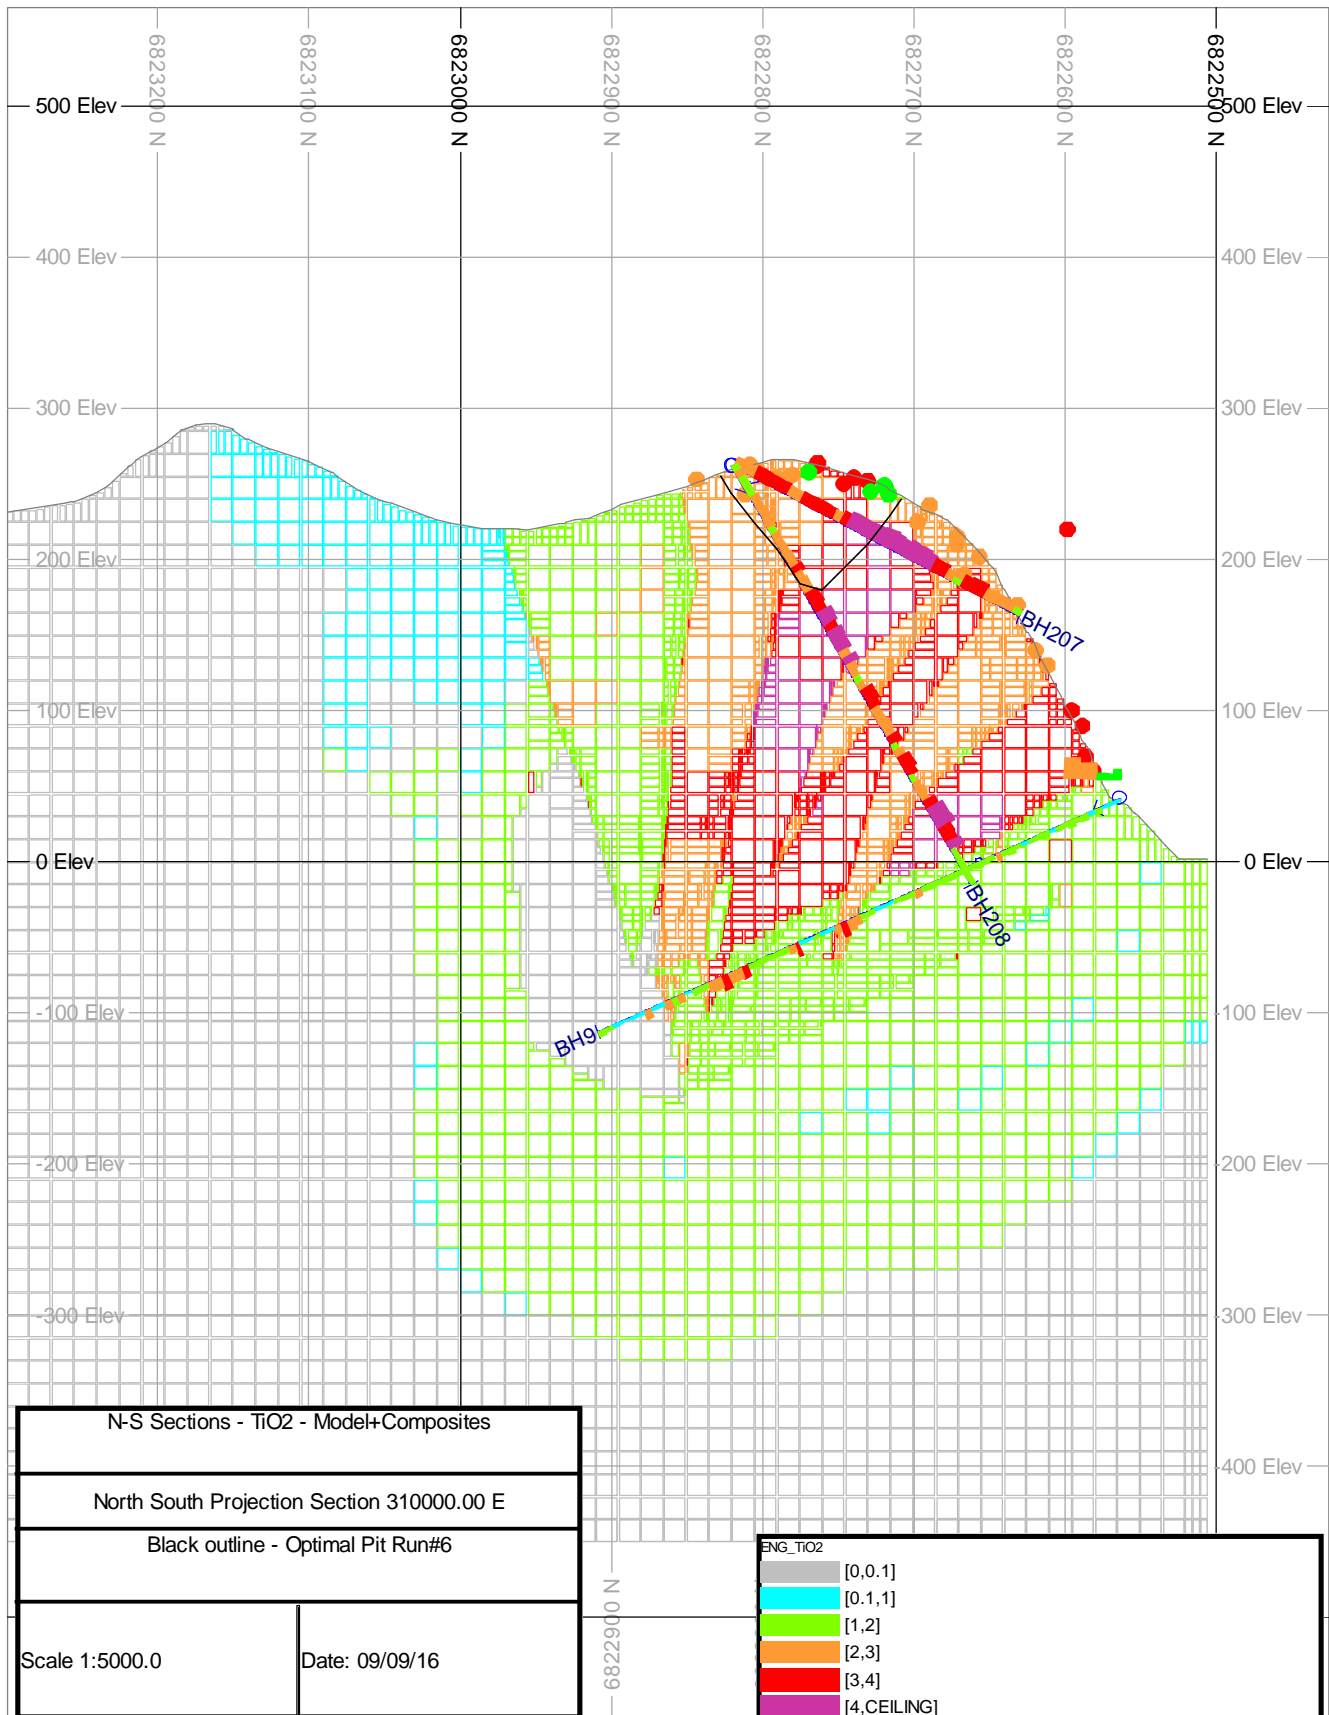 6823200 N
6823100 N
6823000 N
6822900 N
6822800 N
6822700 N
6822600 N
6822500 N
500 Elev
500 Elev
400 Elev
400 Elev
300 Elev
300 Elev
200 Elev
200 Elev
BH207
100 Elev
100 Elev
0 Elev
0 Elev
BH208
-100 Elev
-100 Elev
BH9
-200 Elev
-200 Elev
-300 Elev
-300 Elev
-400 Elev
N-S Sections - TiO2 - Model+Composites
North South Projection Section 310000.00 E
Black outline - Optimal Pit Run#6
Scale 1:5000.0
Date: 09/09/16
6822900 N
ENG_TiO2
[0,0.1]
[0.1,1]
[1,2]
[2,3]
[3,4]
[4,CEILING]